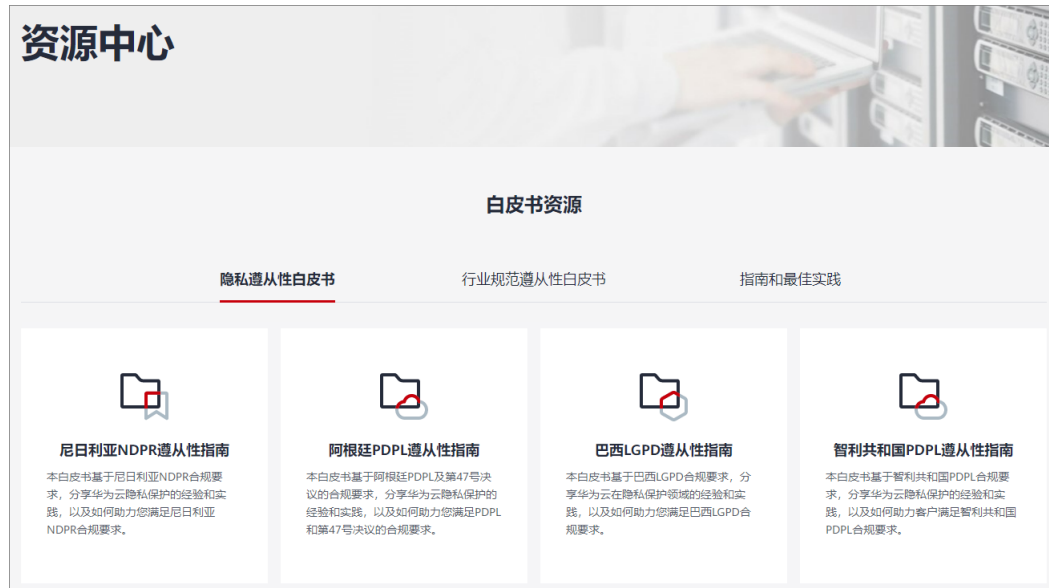 资源中心
白皮书资源
隐私遵从性白皮书
行业规范遵从性白皮书
指南和最佳实践
尼日利亚NDPR遵从性指南
本白皮书基于尼日利亚NDPR合规要
求，分享华为云隐私保护的经验和实
践，以及如何助力您满足尼日利亚
NDPR合规要求。
阿根廷PDPL遵从性指南
本白皮书基于阿根廷PDPL及第47号决
议的合规要求，分享华为云隐私保护的
经验和实践，以及如何助力您满足PDPL
和第47号决议的合规要求。
巴西LGPD遵从性指南
本白皮书基于巴西LGPD合规要求，分
享华为云在隐私保护领域的经验和实
践，以及如何助力您满足巴西LGPD合
规要求。
智利共和国PDPL遵从性指南
本白皮书基于智利共和国PDPL合规要
求，分享华为云隐私保护的经验和实
践，以及如何助力客户满足智利共和国
PDPL合规要求。